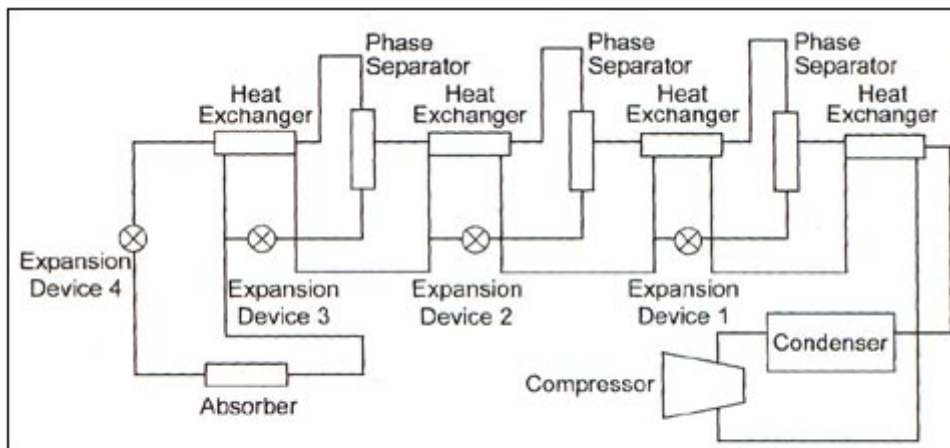 Phase
Separator
Phase
Separator
Phase
Separator
Heat
Exchanger
Heat
Exchanger
Heat
Exchanger
Heat
Exchanger
Expansion
Device 4
Expansion
Device 3
Expansion
Device 2
Expansion
Device 1
Condenser
Compressor
Absorber